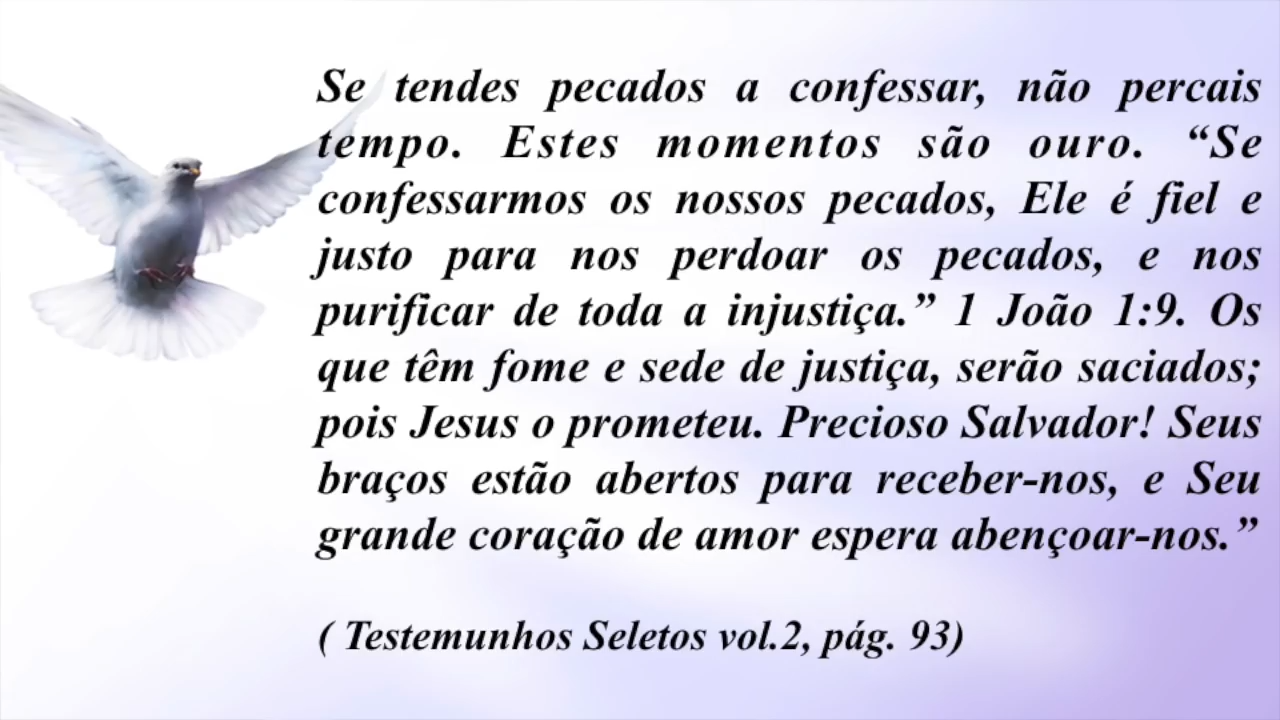 Se tendes pecados a confessar, não percais
tempo. Estes momentos são ouro. “Se
confessarmos os nossos pecados, Ele é fiel e
justo para nos perdoar os pecados, e nos
purificar de toda a injustiça.” 1 João 1:9. Os
que têm fome e sede de justiça, serão saciados;
pois Jesus o prometeu. Precioso Salvador! Seus
braços estão abertos para receber-nos, e Seu
grande coração de amor espera abençoar-nos.”
( Testemunhos Seletos vol.2, pág. 93)